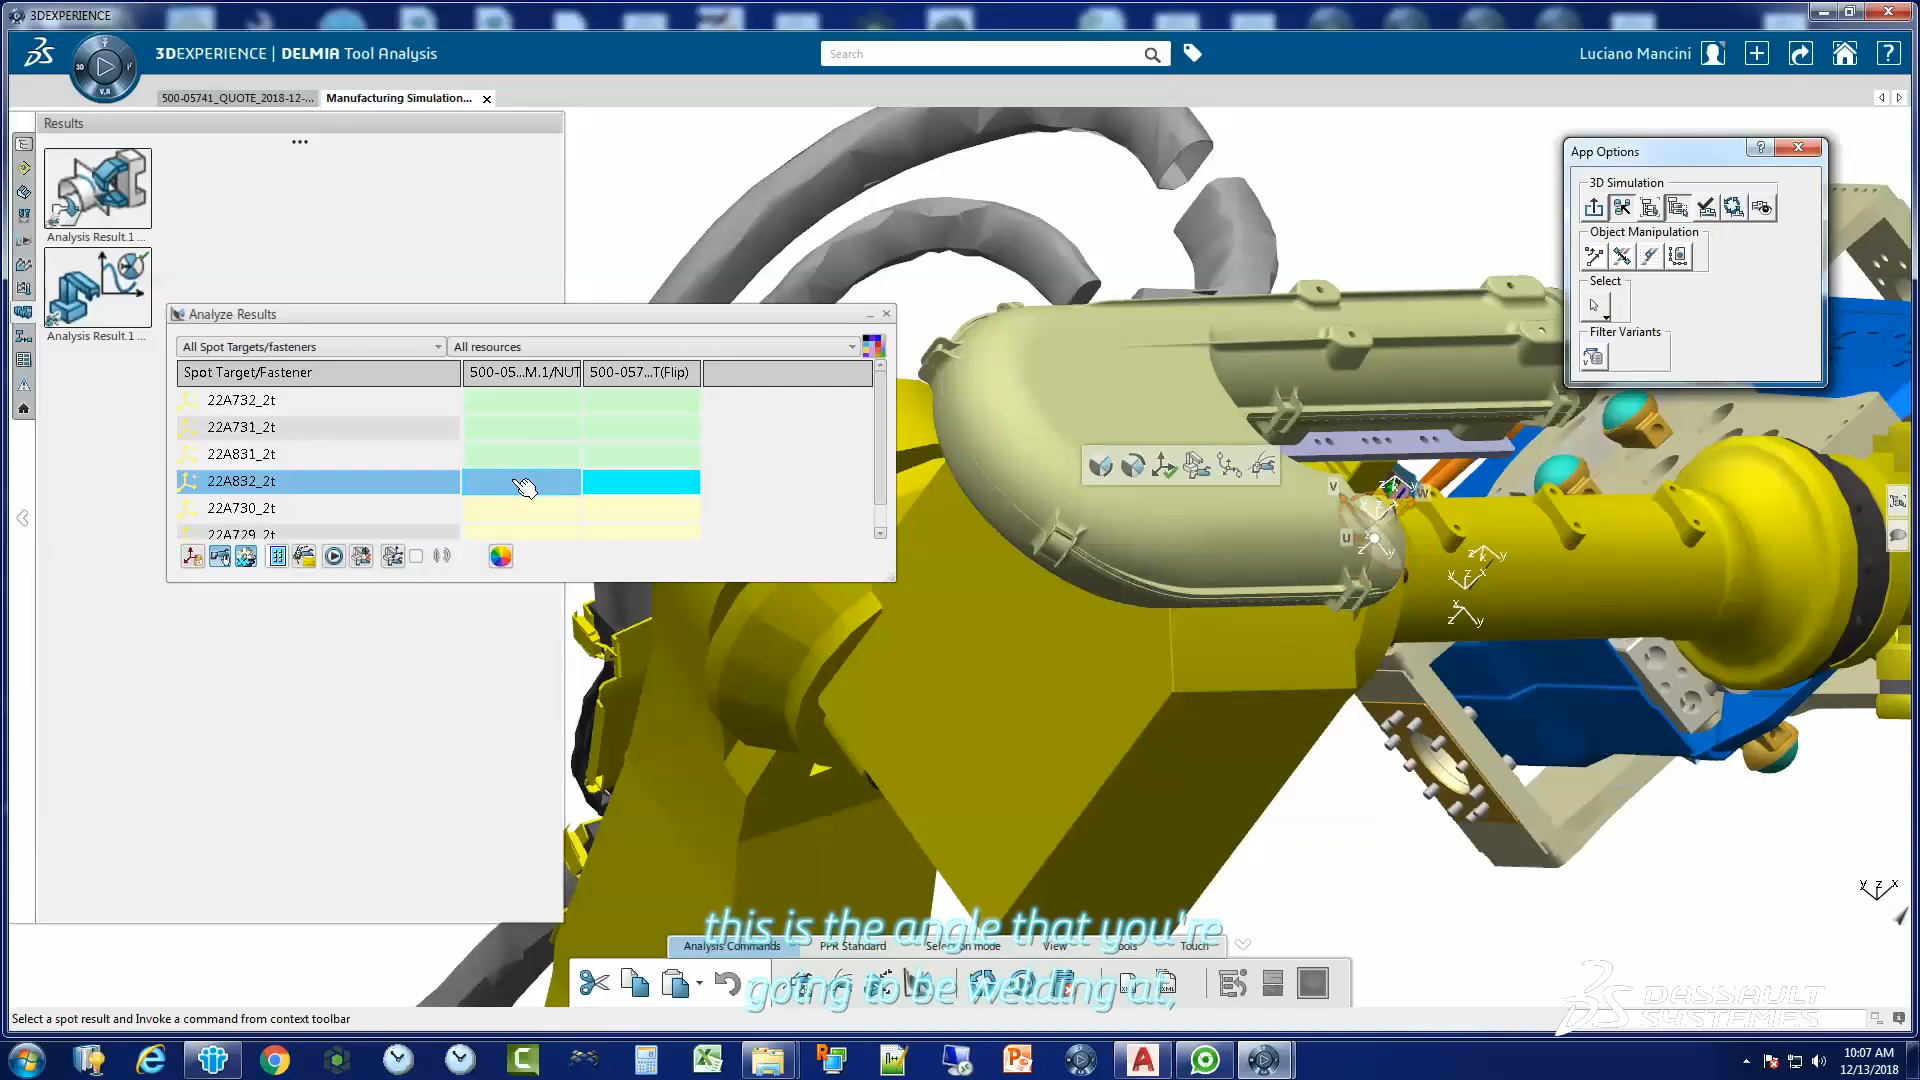 3DEXPERIENCE
3DEXPERIENCE | DELMIA Tool Analysis
Search
Luciano Mancini
500-05741_QUOTE_2018-12-...
Manufacturing Simulation...
Results
Analysis Result.1 ...
Analysis Result.1 ...
App Options
3D Simulation
Object Manipulation
Select
Filter Variants
Analyze Results
All Spot Targets/fasteners
All resources
Spot Target/Fastener
500-05...M.1/NUT
500-057...T(Flip)
22A732_2t
22A731_2t
22A831_2t
22A832_2t
22A730_2t
22A729_2t
this is the angle that you're
going to be welding at,
Analysis Commands
PPR Standard
Selection mode
View
Tools
Touch
Select a spot result and Invoke a command from context toolbar
DASSAULT
SYSTEMES
10:07 AM
12/13/2018